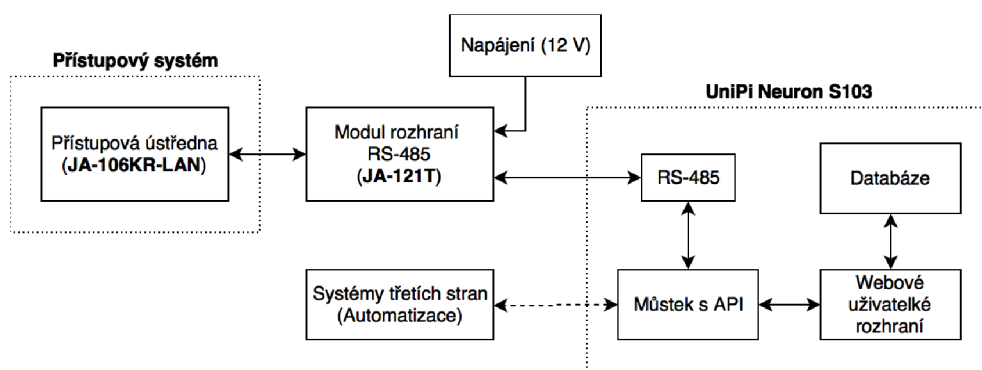 Napájení (12 V)
Přístupový systém
UniPi Neuron S103
Přístupová ústředna
(JA-106KR-LAN)
Modul rozhraní
RS-485
(JA-121T)
RS-485
Databáze
Systémy třetích stran
(Automatizace)
Můstek s API
Webové
uživatelké
rozhraní